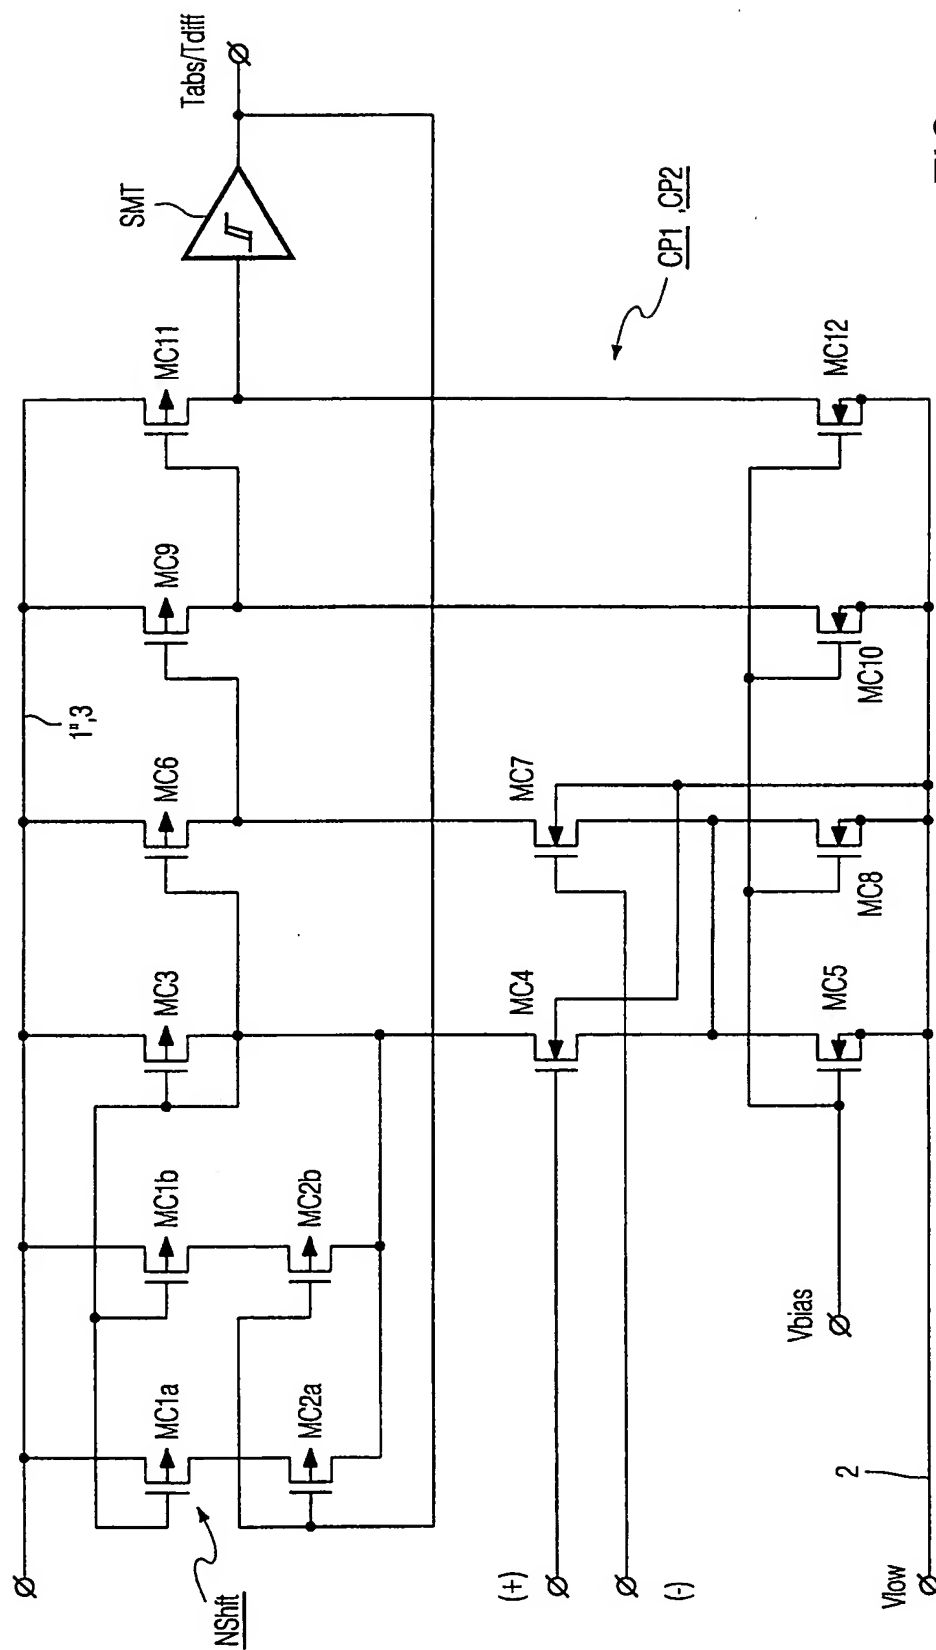 Tabs/Tdiff
SMT
CP1 ,CP2
MC11
MC12
MC9
MC10
1",3
MC6
MC7
MC8
MC3
MC4
MC5
MC1b
MC2b
Vbias
MC1a
MC2a
2
NShft
(+)
(-)
Vlow